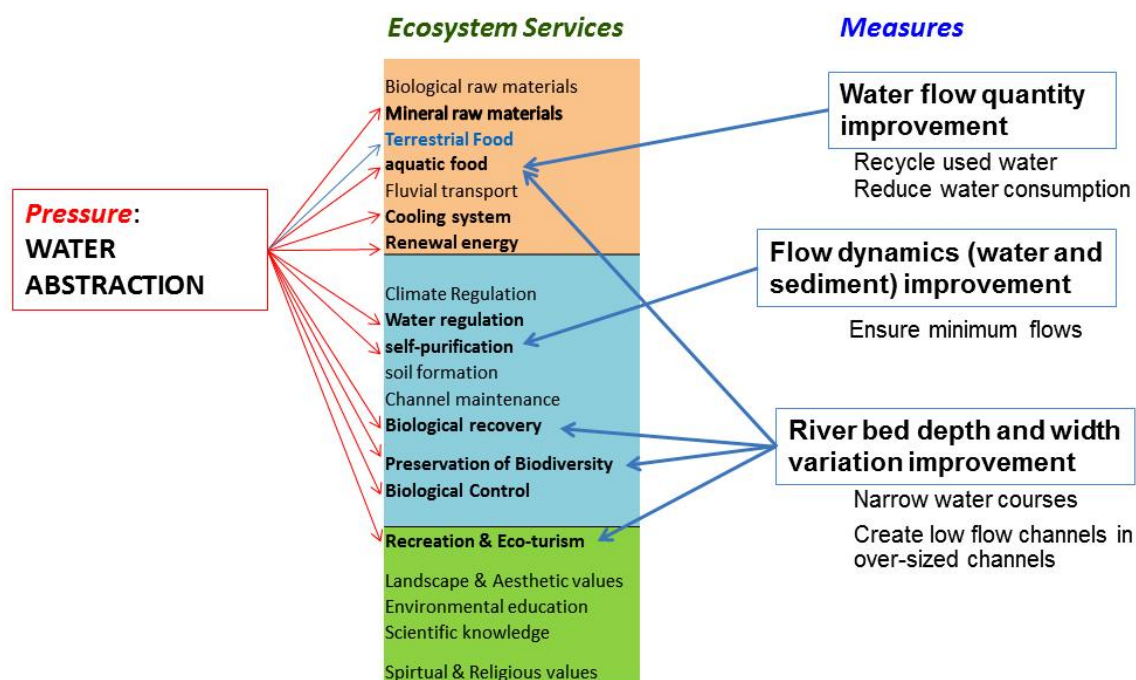 Ecosystem Services
Measures
Pressure:
WATER
ABSTRACTION
Biological raw materials
Mineral raw materials
Terrestrial Food
aquatic food
Fluvial transport
Cooling system
Renewal energy
Climate Regulation
Water regulation
self-purification
soil formation
Channel maintenance
Biological recovery
Preservation of Biodiversity
Biological Control
Recreation & Eco-turism
Landscape & Aesthetic values
Environmental education
Scientific knowledge
Spirtual & Religious values
Water flow quantity
improvement
Recycle used water
Reduce water consumption
Flow dynamics (water and
sediment) improvement
Ensure minimum flows
River bed depth and width
variation improvement
Narrow water courses
Create low flow channels in
over-sized channels